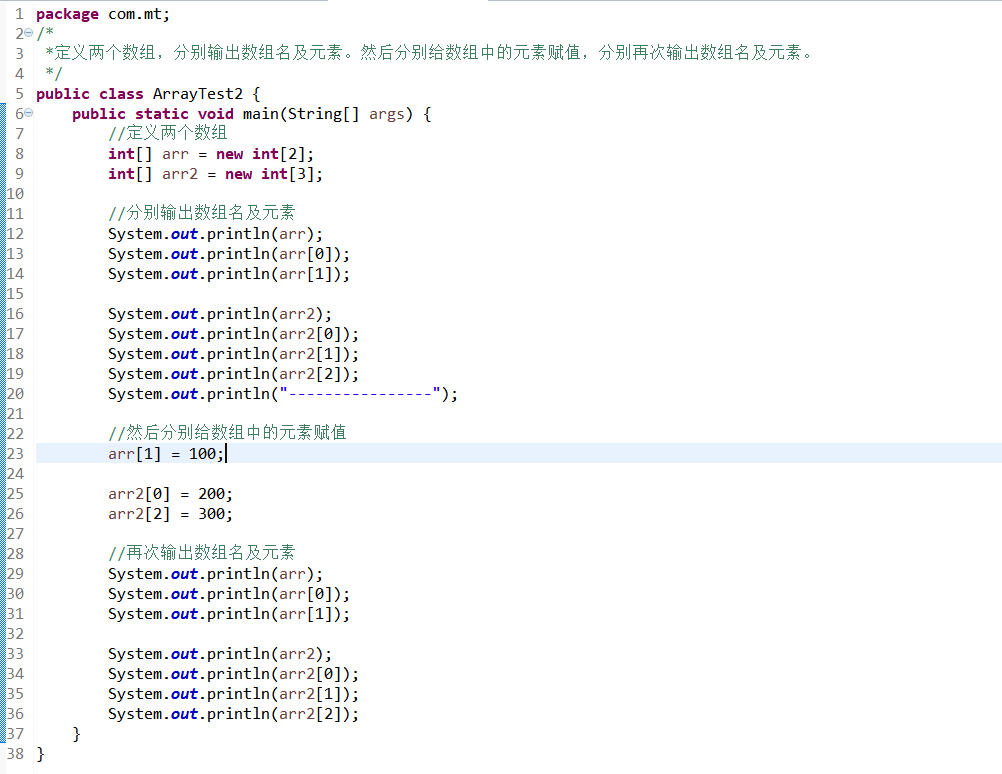 1 package com.mt;
2 /*
3  *定义两个数组，分别输出数组名及元素。然后分别给数组中的元素赋值，分别再次输出数组名及元素。
4  */
5 public class ArrayTest2 {
6     public static void main(String[] args) {
7         //定义两个数组
8         int[] arr = new int[2];
9         int[] arr2 = new int[3];
10
11         //分别输出数组名及元素
12         System.out.println(arr);
13         System.out.println(arr[0]);
14         System.out.println(arr[1]);
15
16         System.out.println(arr2);
17         System.out.println(arr2[0]);
18         System.out.println(arr2[1]);
19         System.out.println(arr2[2]);
20         System.out.println("----------------");
21
22         //然后分别给数组中的元素赋值
23         arr[1] = 100;
24
25         arr2[0] = 200;
26         arr2[2] = 300;
27
28         //再次输出数组名及元素
29         System.out.println(arr);
30         System.out.println(arr[0]);
31         System.out.println(arr[1]);
32
33         System.out.println(arr2);
34         System.out.println(arr2[0]);
35         System.out.println(arr2[1]);
36         System.out.println(arr2[2]);
37     }
38 }